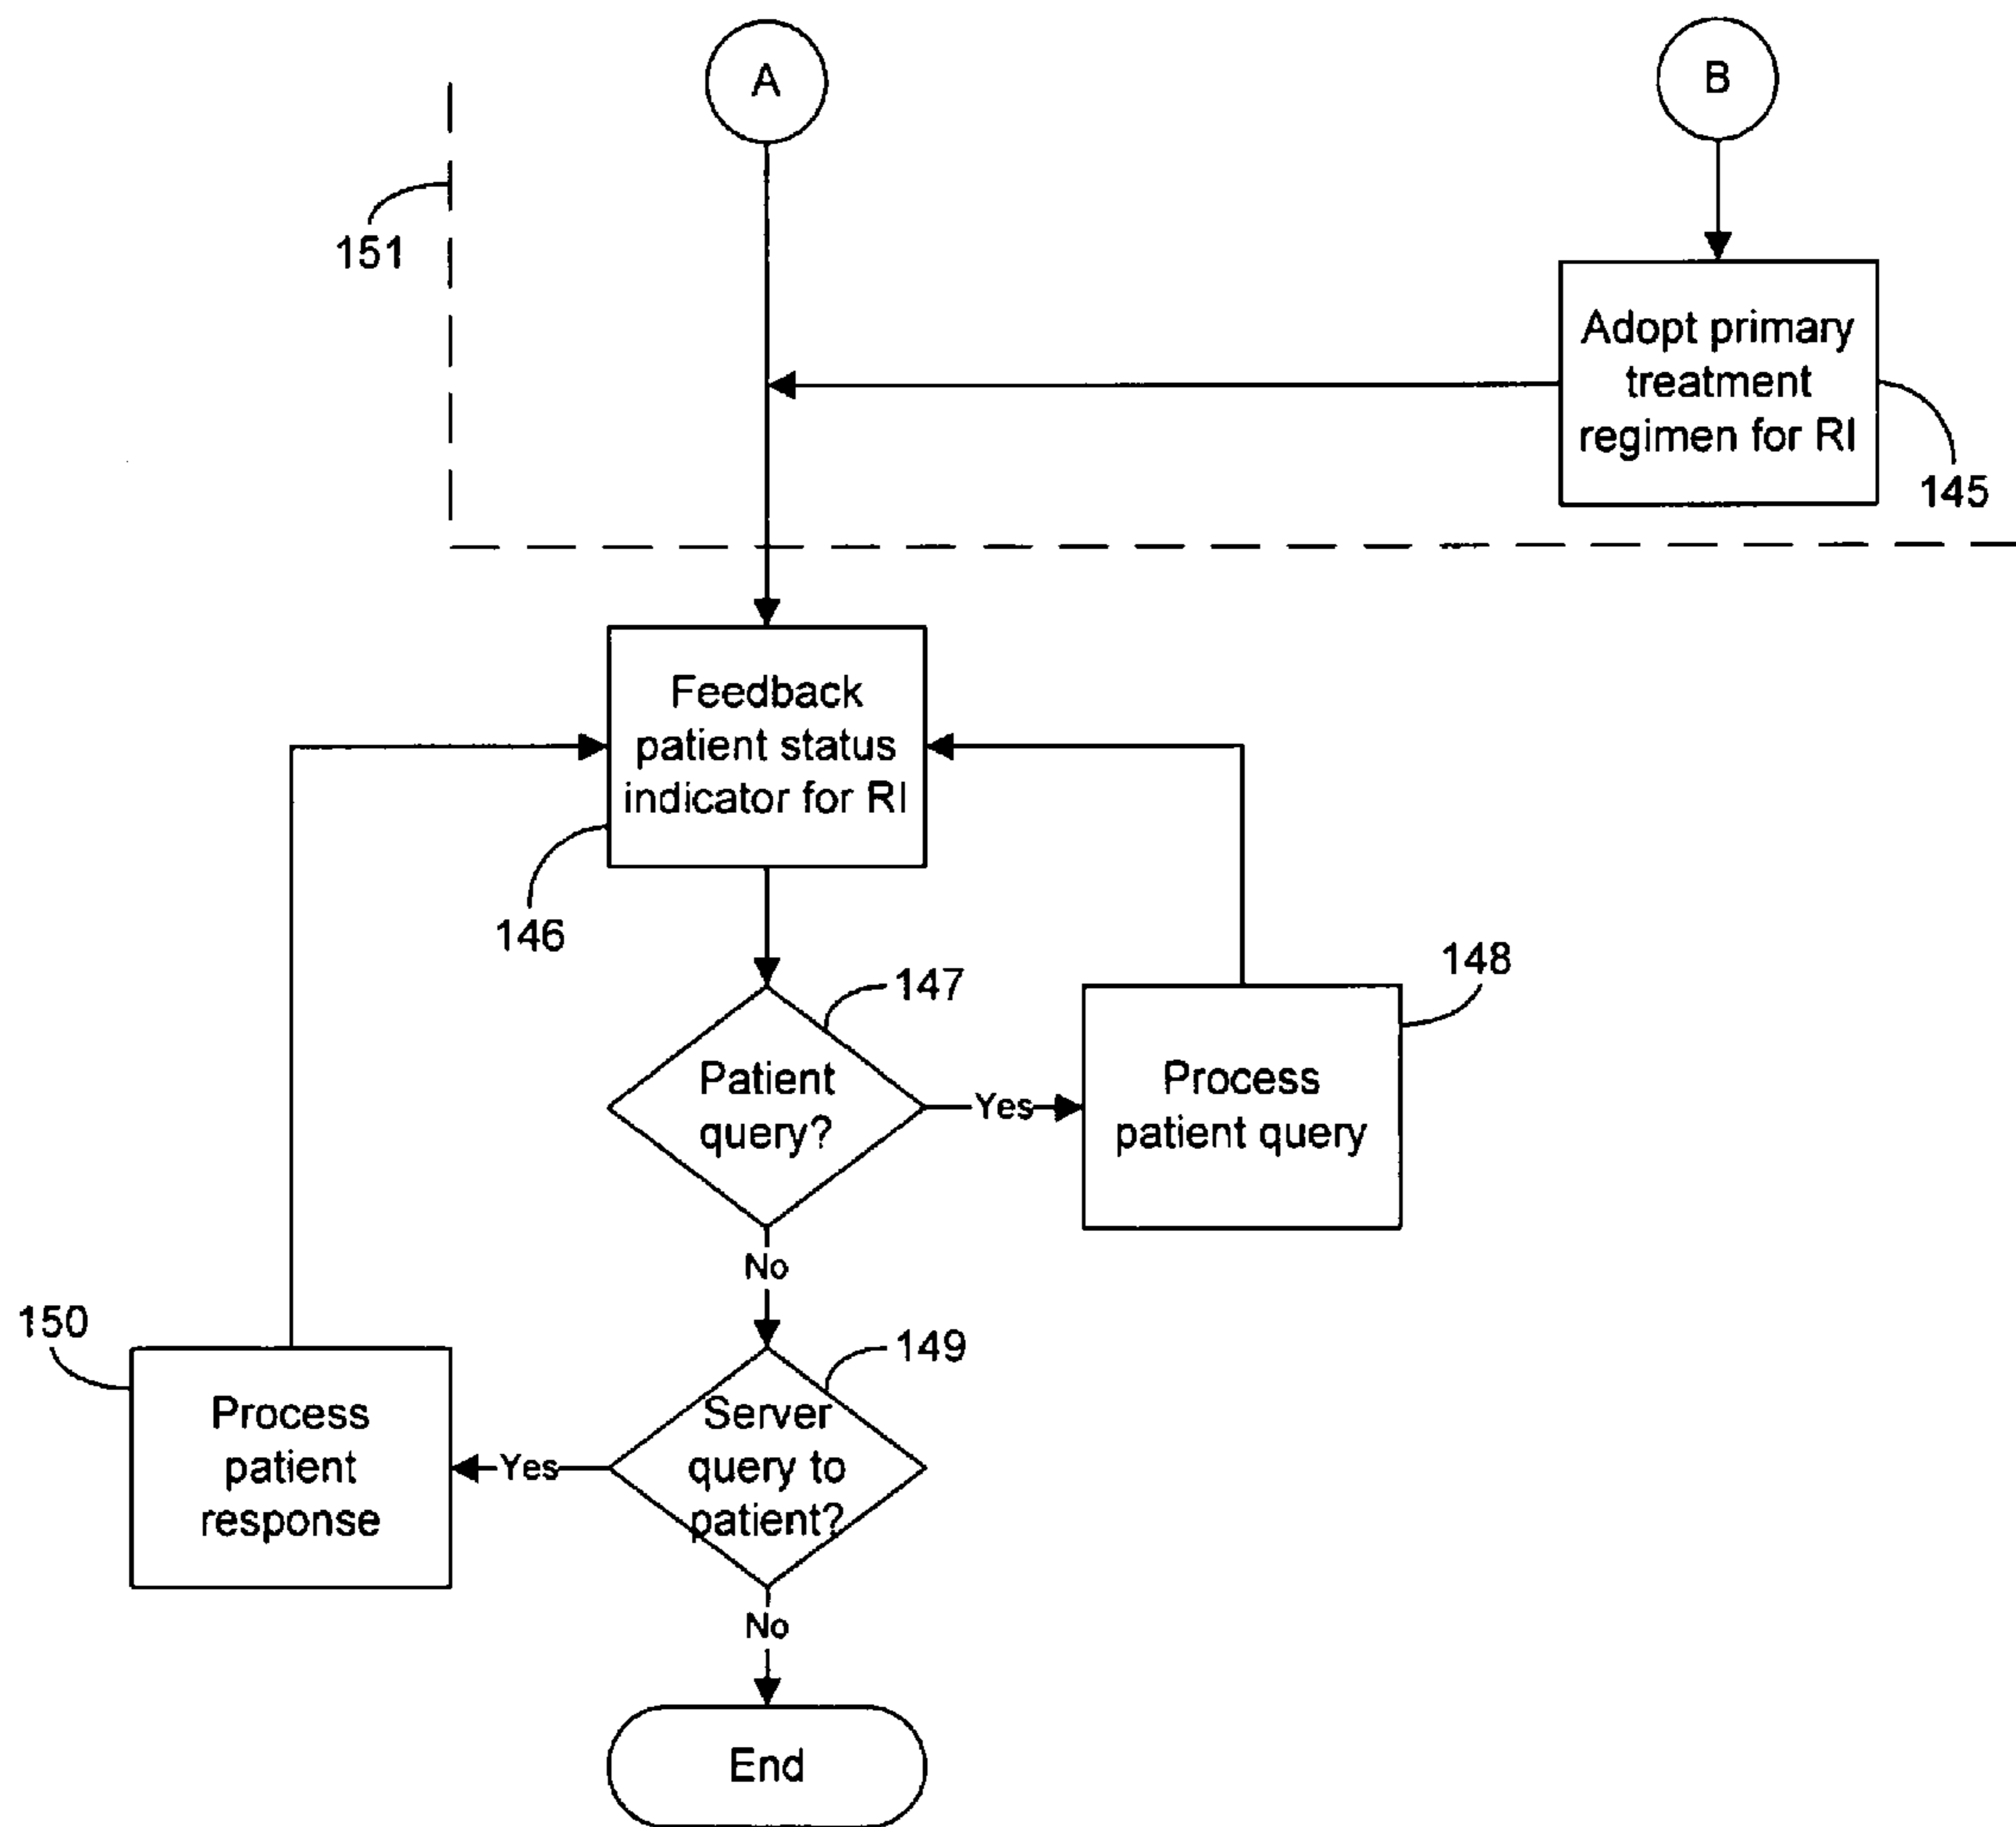 A
B
151
Adopt primary
treatment
regimen for RI
145
Feedback
patient status
indicator for RI
146
147
148
Patient
query?
Yes
Process
patient query
No
150
149
Process
patient
response
Yes
Server
query to
patient?
No
End